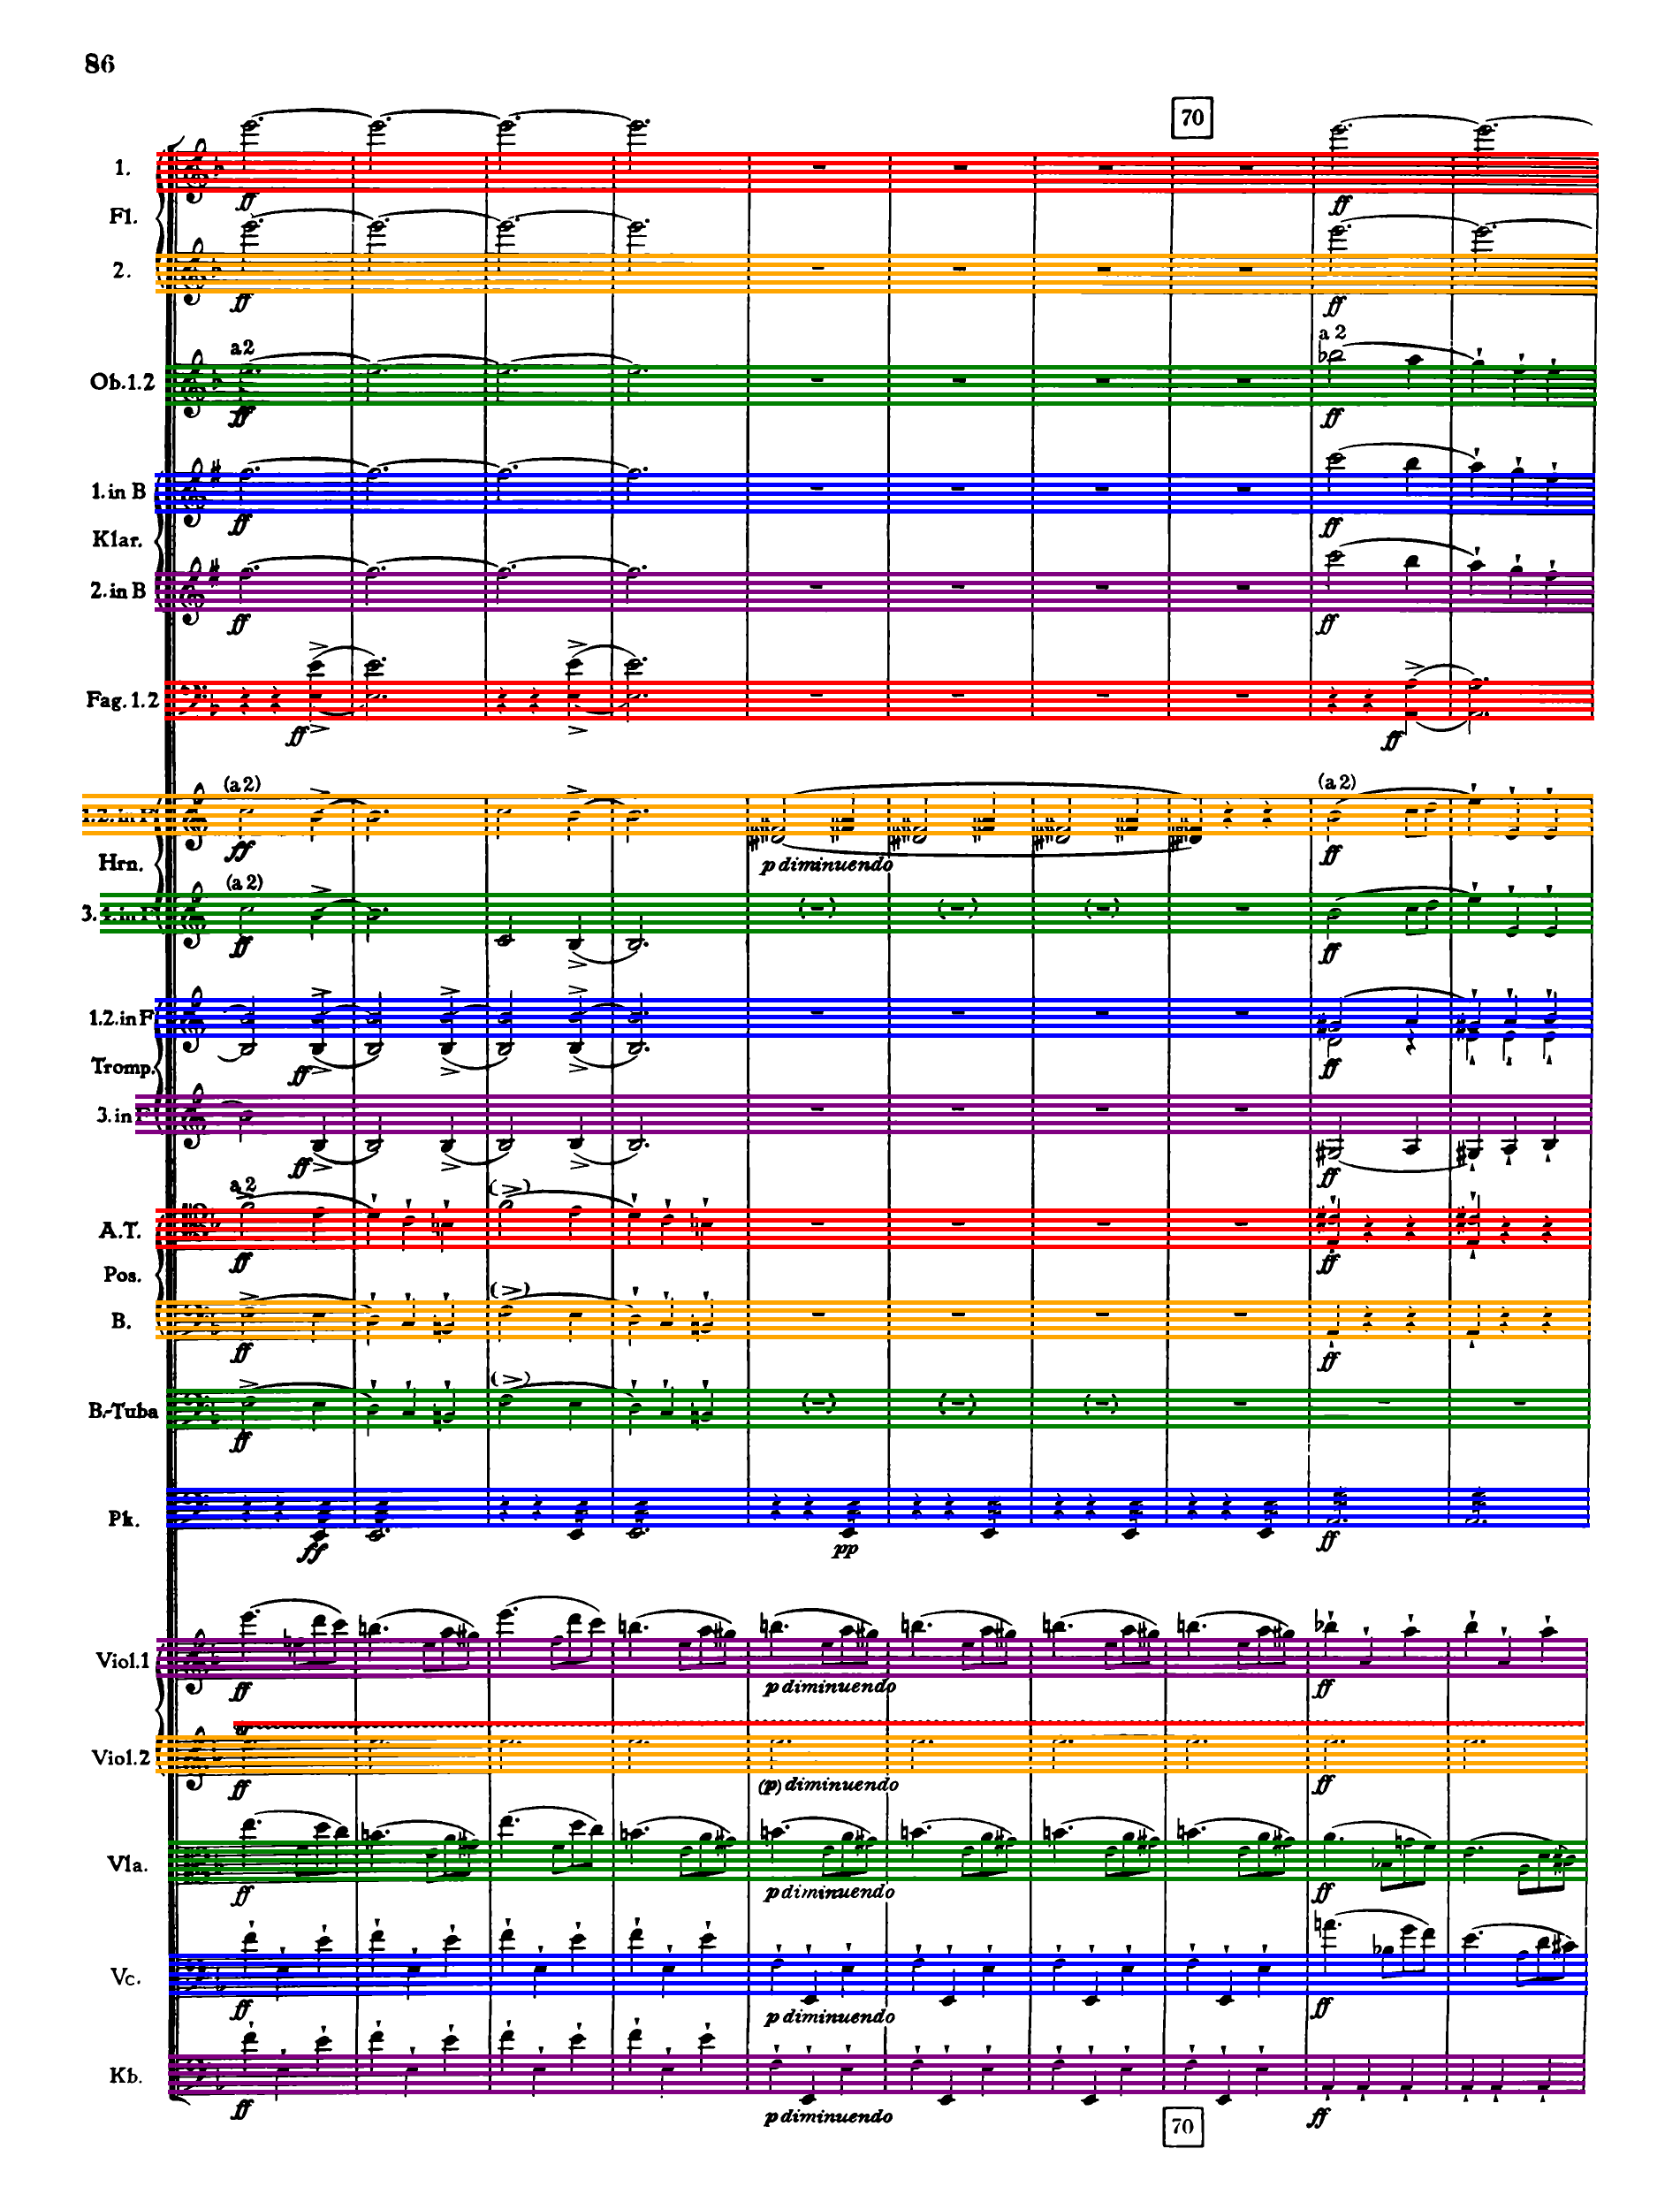 86
70
1.
ff ff
Fl.
2.
ff ff
a2 a 2
Ob.1.2
ff ff
1. in B
ff ff
Klar.
2. in B
ff ff
Fag. 1.2
ff ff
(a 2) (a 2)
1.2. in F
ff p diminuendo ff
Hrn.
(a 2)
3. 4. in F
ff ff
1.2. in F
ff ff
Tromp.
3. in F
ff ff
a 2
A.T.
ff ff
Pos.
B.
ff ff
B.-Tuba
ff
Pk.
ff pp ff
Viol.1
ff p diminuendo ff
Viol.2
ff (p) diminuendo ff
Vla.
ff p diminuendo ff
Vc.
ff p diminuendo ff
Kb.
ff p diminuendo ff
70